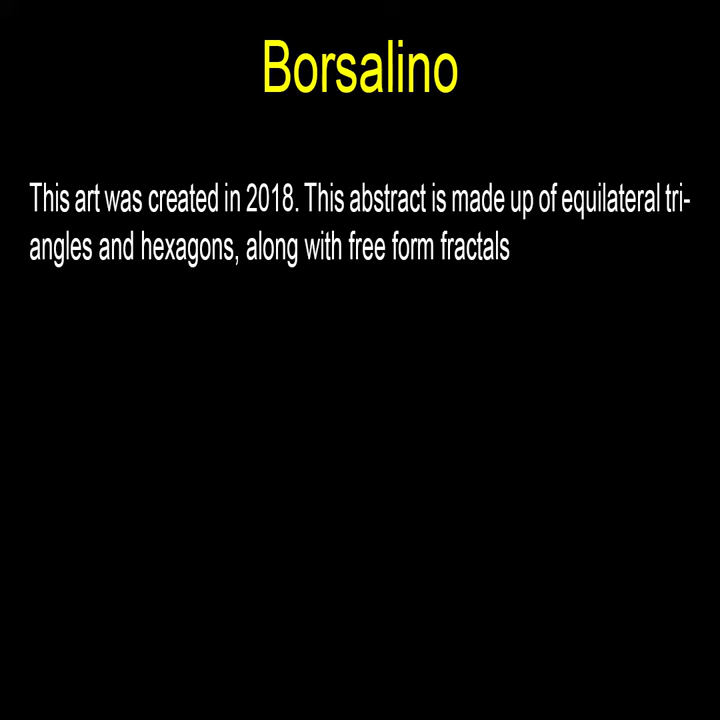 Borsalino
This art was created in 2018. This abstract is made up of equilateral tri-
angles and hexagons, along with free form fractals